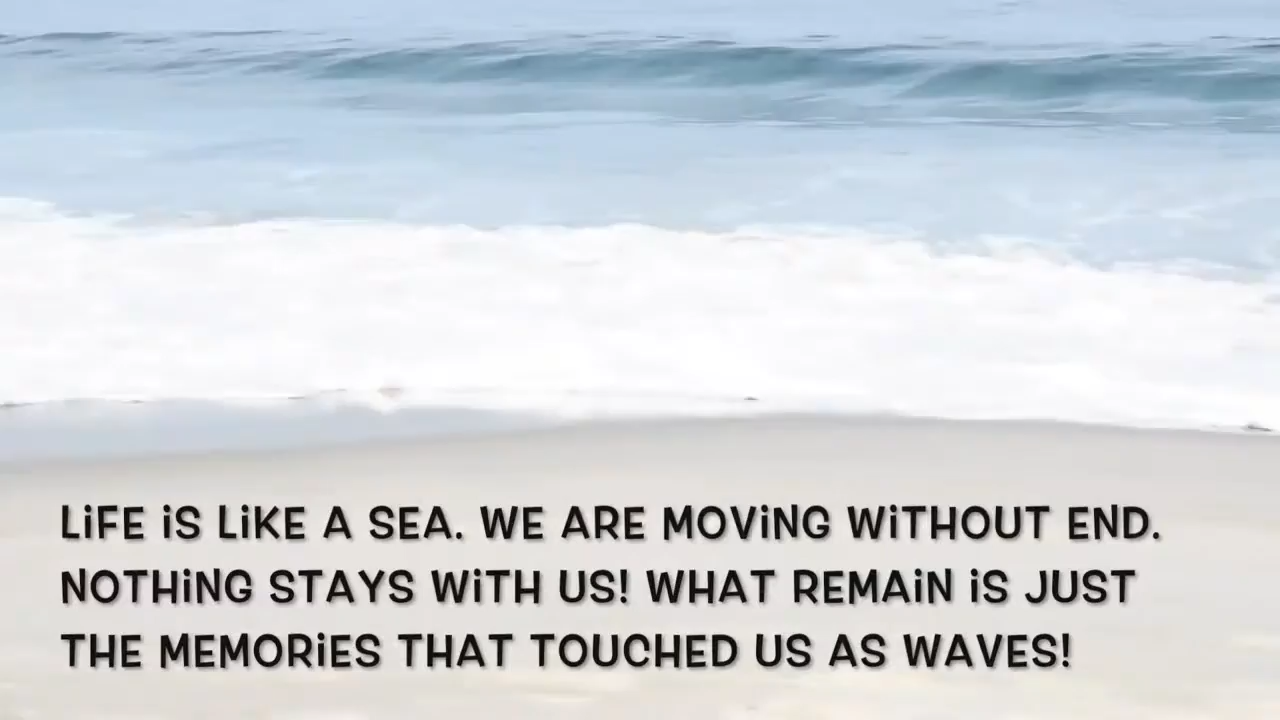 LiFE iS LiKE A SEA. WE ARE MOViNG WiTHOUT END.
NOTHiNG STAYS WiTH US! WHAT REMAiN iS JUST
THE MEMORiES THAT TOUCHED US AS WAVES!